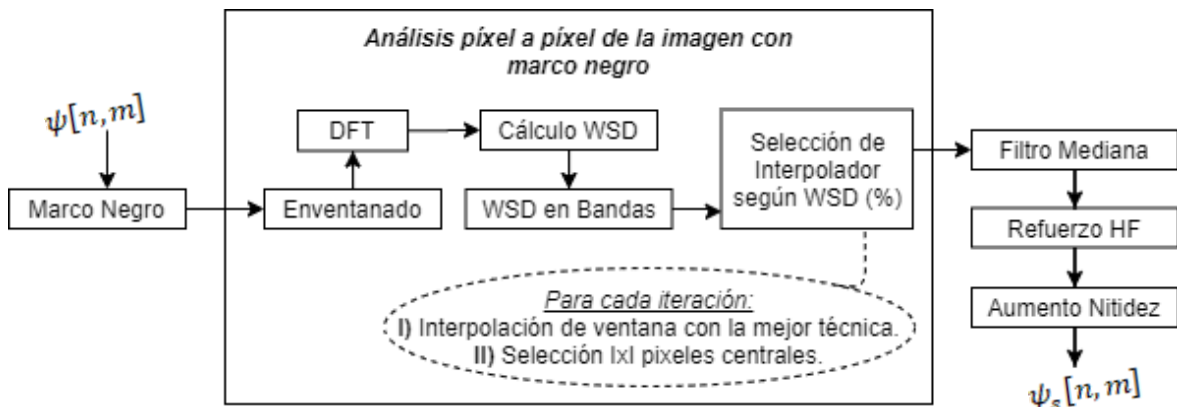 Análisis píxel a píxel de la imagen con
marco negro
ψ[n,m]
Marco Negro
Enventanado
DFT
Cálculo WSD
WSD en Bandas
Selección de
Interpolador
según WSD (%)
Para cada iteración:
I) Interpolación de ventana con la mejor técnica.
II) Selección IxI pixeles centrales.
Filtro Mediana
Refuerzo HF
Aumento Nitidez
ψs[n,m]